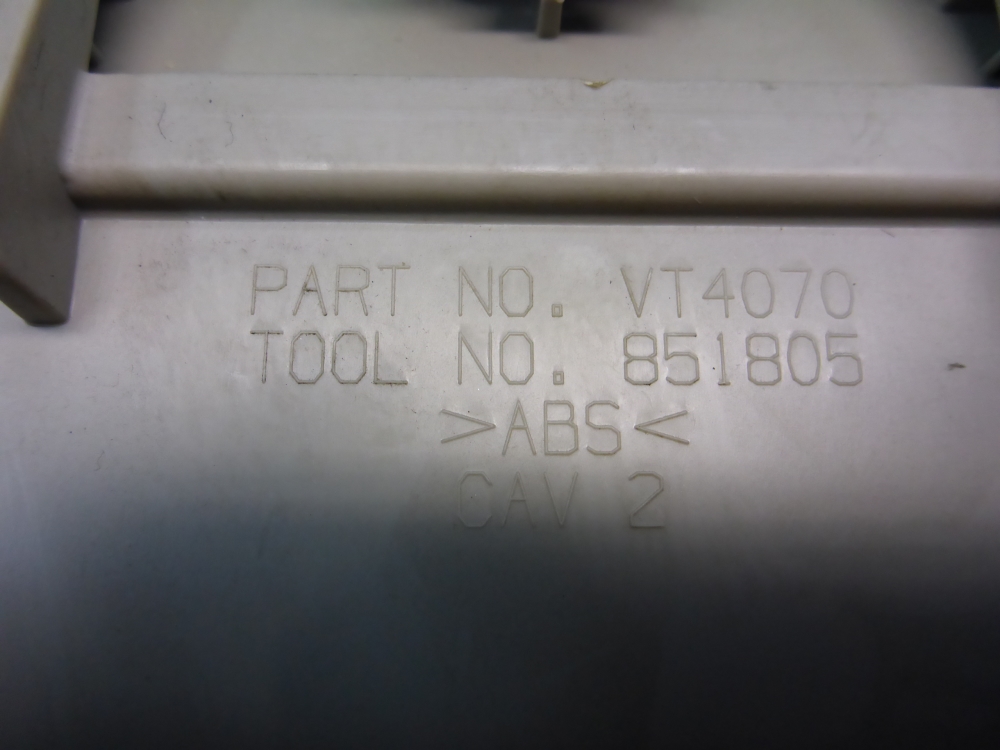 PART NO. VT4070
TOOL NO. 851805
>ABS<
CAV 2